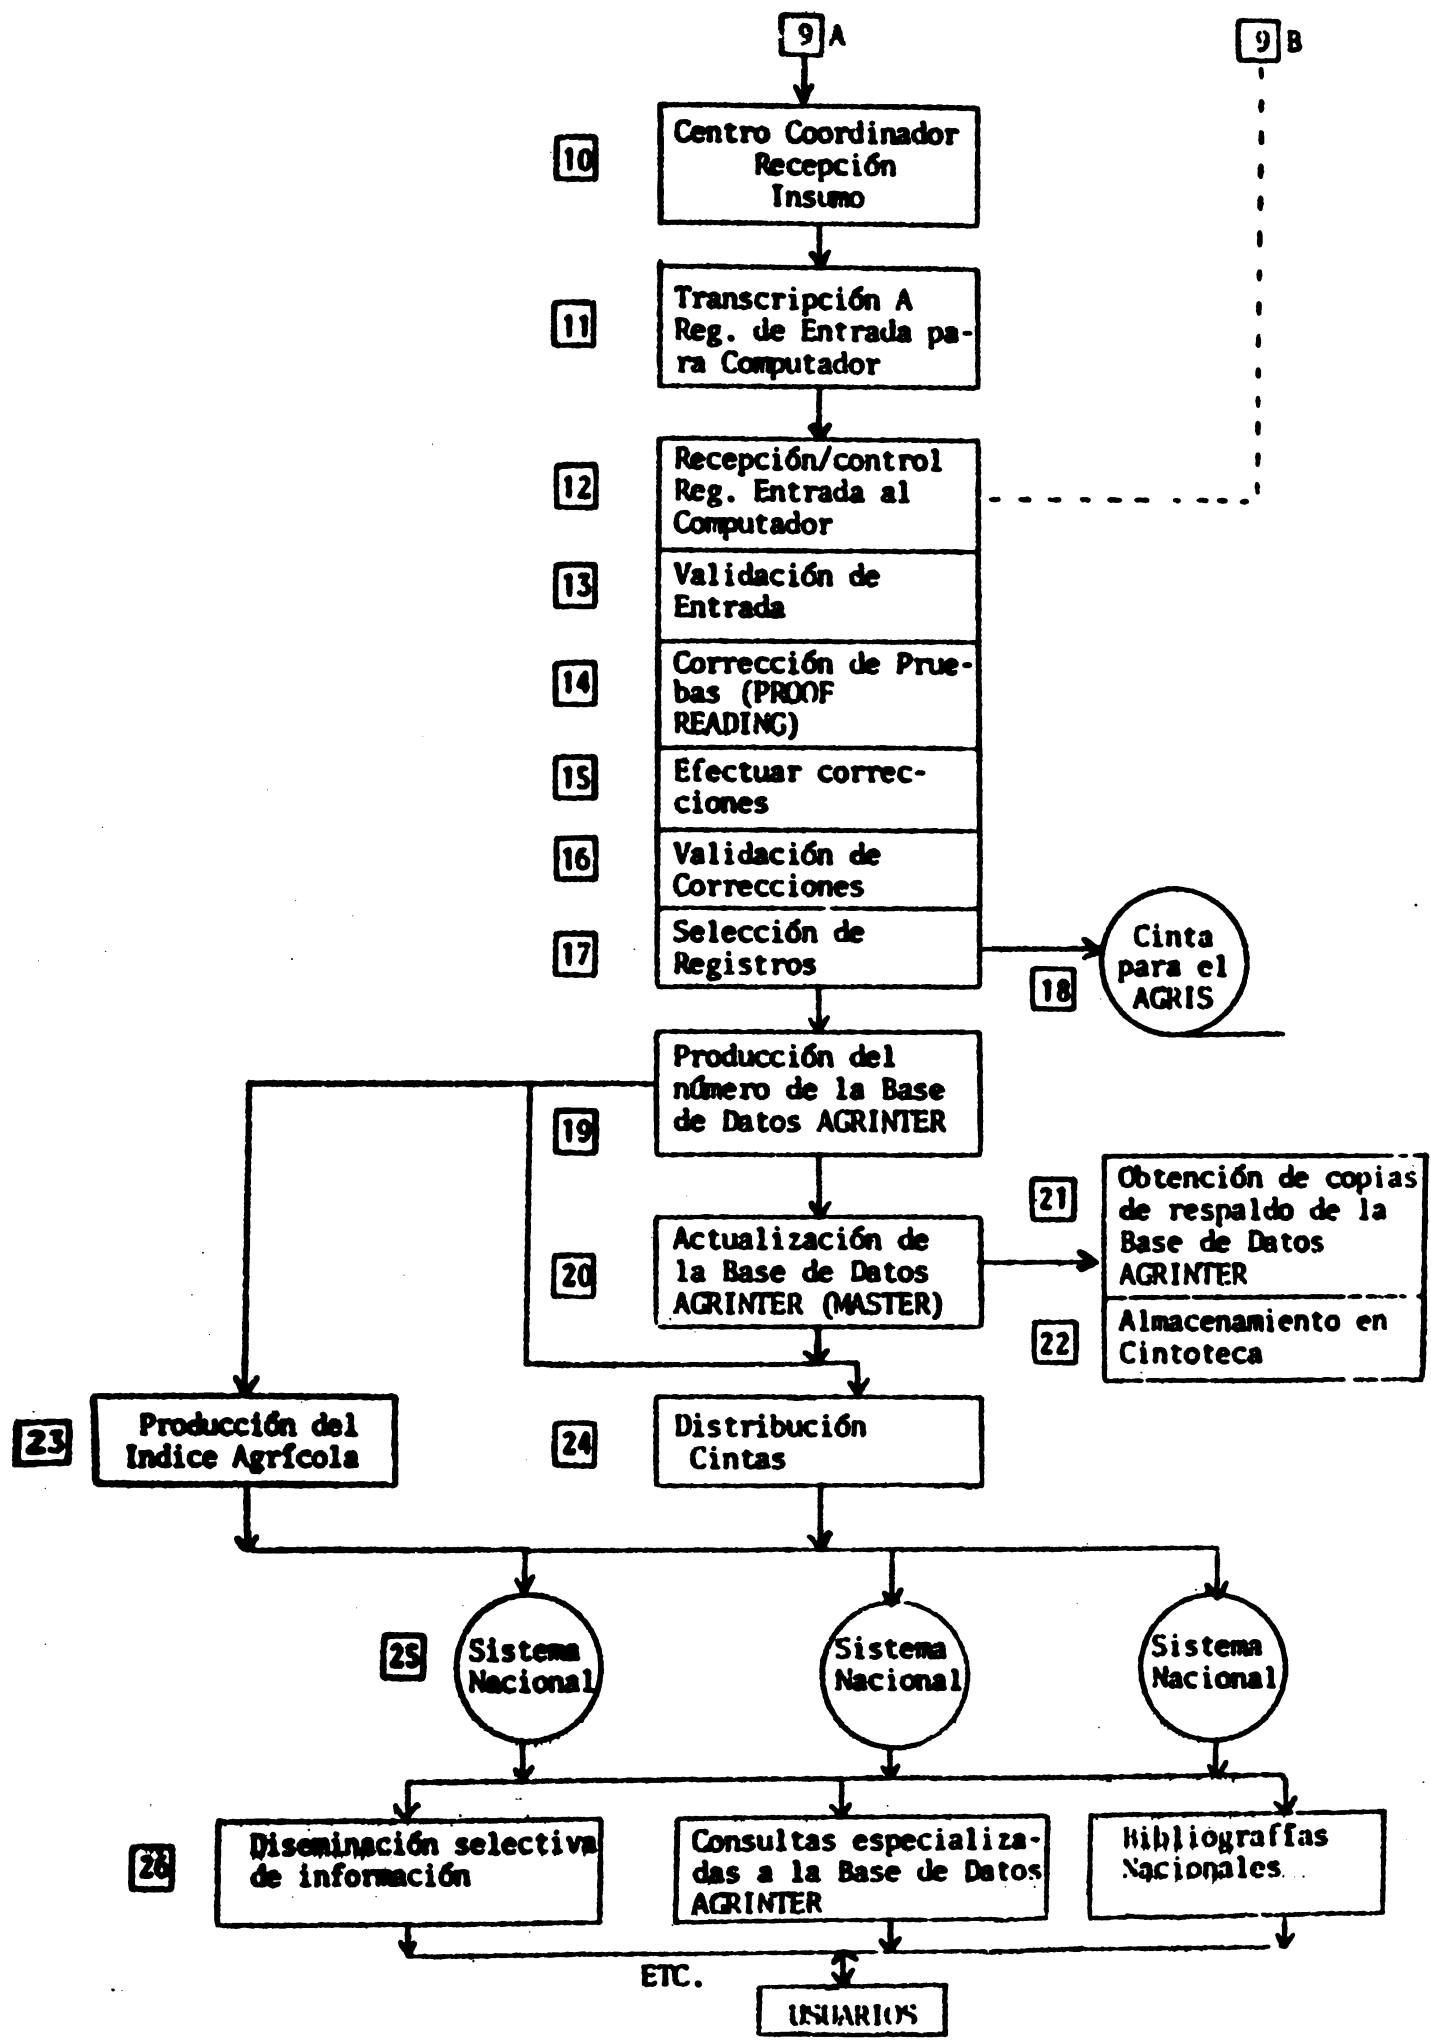 9 A
9 B
10
Centro Coordinador
Recepción
Insumo
11
Transcripción A
Reg. de Entrada pa-
ra Computador
12
Recepción/control
Reg. Entrada al
Computador
13
Validación de
Entrada
14
Corrección de Prue-
bas (PROOF
READING)
15
Efectuar correc-
ciones
16
Validación de
Correcciones
17
Selección de
Registros
18
Cinta
para el
AGRIS
19
Producción del
número de la Base
de Datos AGRINTER
20
Actualización de
la Base de Datos
AGRINTER (MASTER)
21
Obtención de copias
de respaldo de la
Base de Datos
AGRINTER
22
Almacenamiento en
Cintoteca
23
Producción del
Indice Agrícola
24
Distribución
Cintas
25
Sistema
Nacional
Sistema
Nacional
Sistema
Nacional
26
Diseminación selectiva
de información
Consultas especializa-
das a la Base de Datos
AGRINTER
Bibliografías
Nacionales
ETC.
USUARIOS